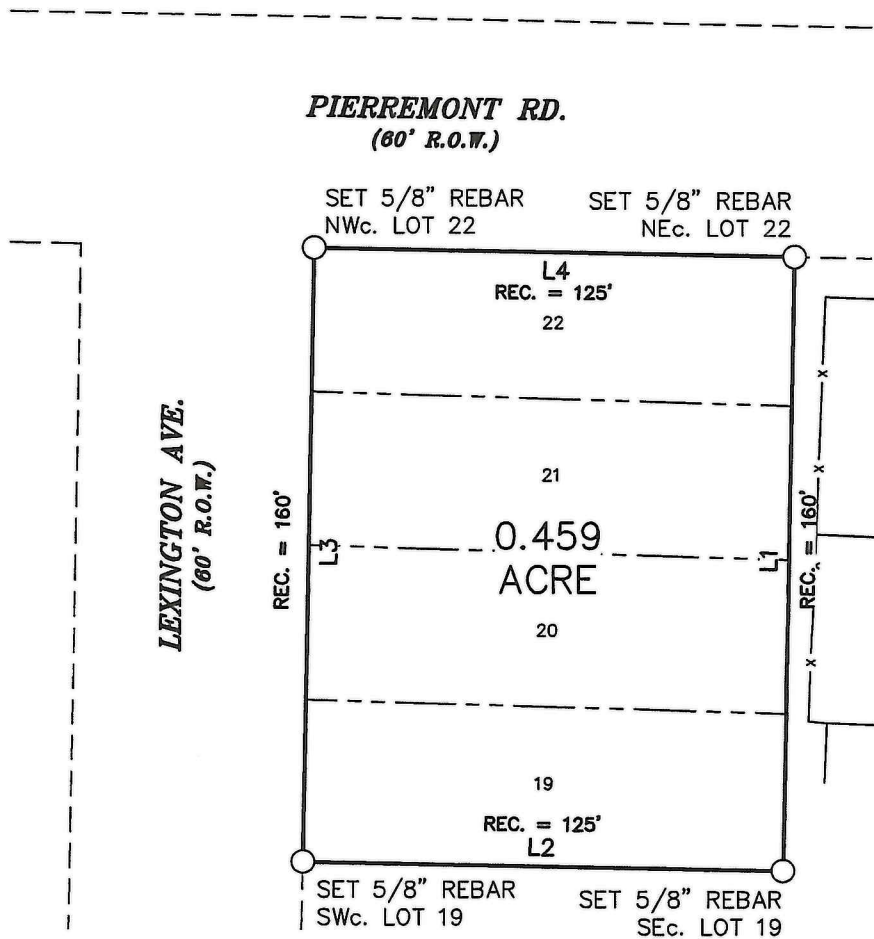 PIERREMONT RD.
(60' R.O.W.)
SET 5/8" REBAR
NWc. LOT 22
SET 5/8" REBAR
NEc. LOT 22
L4
REC. = 125'
22
LEXINGTON AVE.
(60' R.O.W.)
REC. = 160'
L3
21
0.459
ACRE
20
L1
REC. = 160'
x
x
x
19
REC. = 125'
L2
SET 5/8" REBAR
SWc. LOT 19
SET 5/8" REBAR
SEc. LOT 19